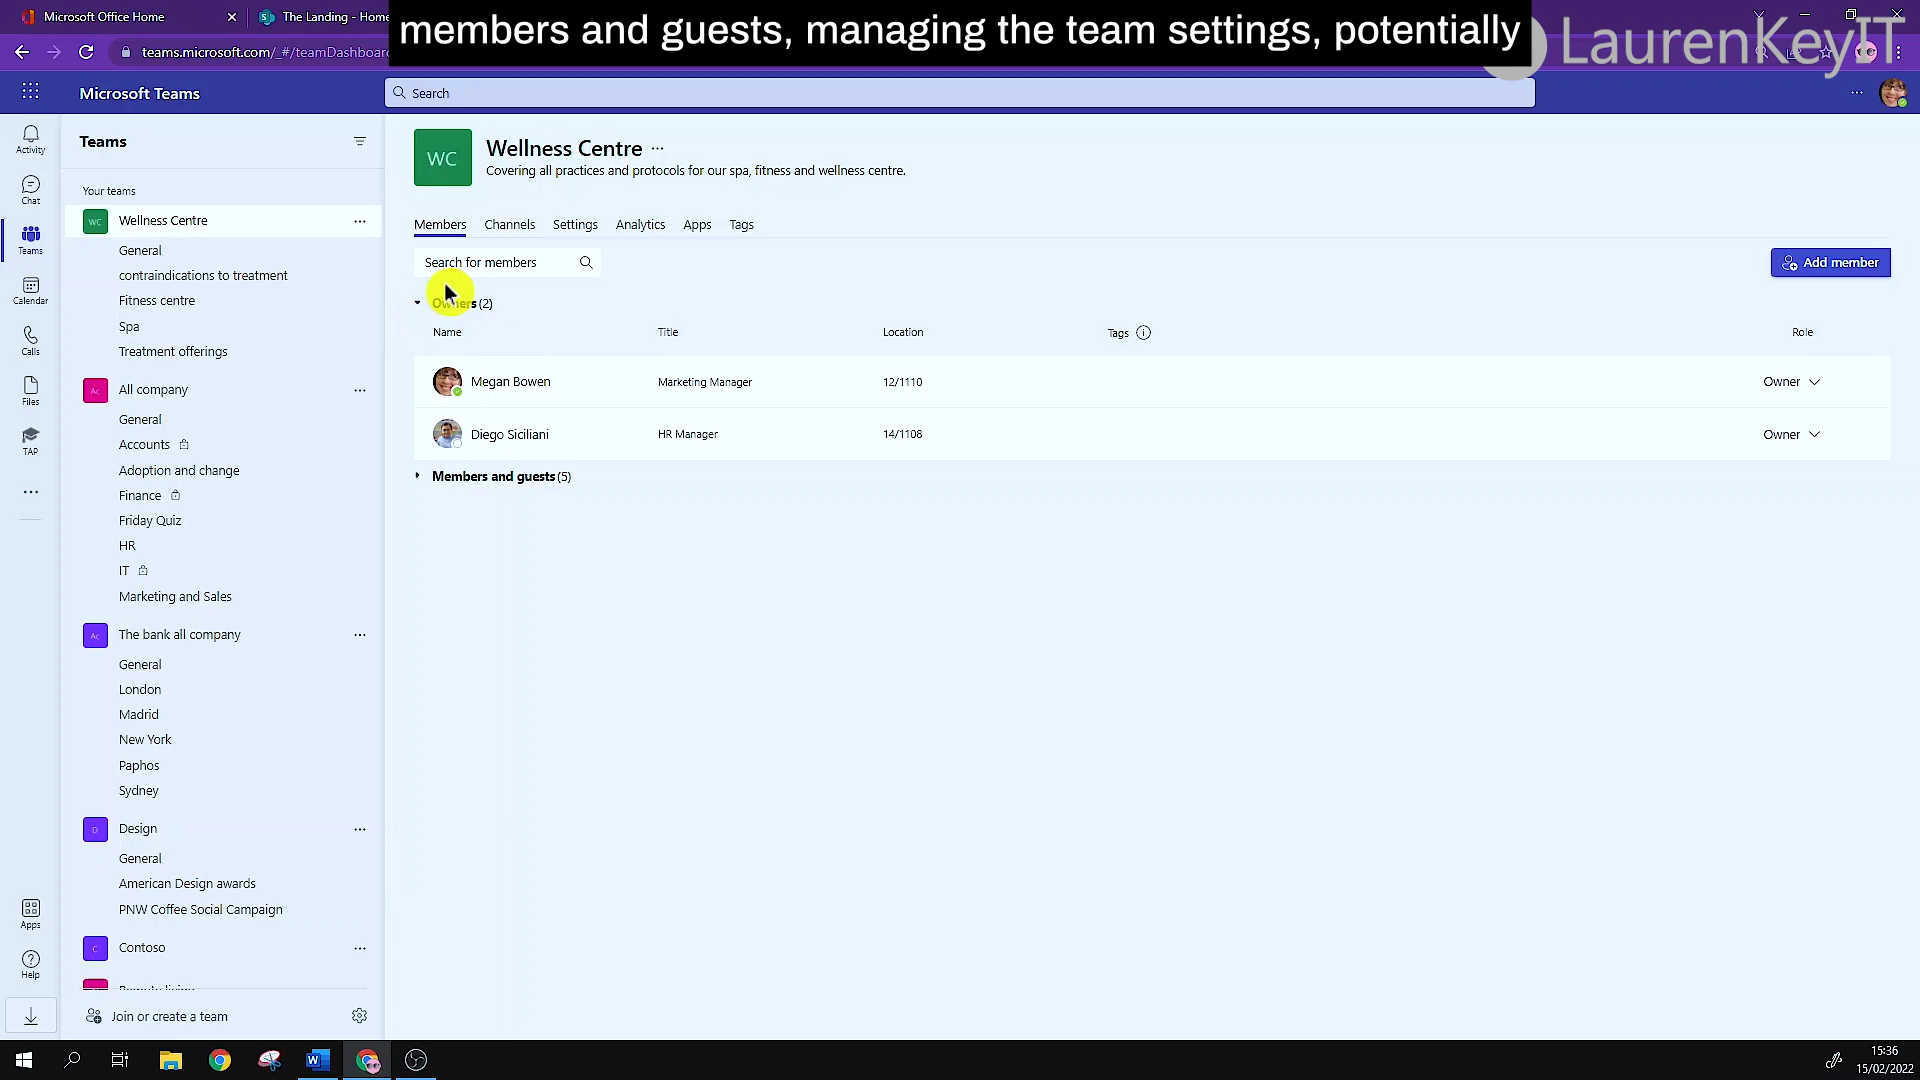 Microsoft Office Home
The Landing - Home
members and guests, managing the team settings, potentially
LaurenKeyIT
teams.microsoft.com/_#/teamDashboard
Microsoft Teams
Search
Activity
Chat
Teams
Calendar
Calls
Files
TAP
Apps
Help
Teams
Your teams
WC Wellness Centre
General
contraindications to treatment
Fitness centre
Spa
Treatment offerings
Ac All company
General
Accounts
Adoption and change
Finance
Friday Quiz
HR
IT
Marketing and Sales
Ac The bank all company
General
London
Madrid
New York
Paphos
Sydney
D Design
General
American Design awards
PNW Coffee Social Campaign
C Contoso
Join or create a team
WC
Wellness Centre
Covering all practices and protocols for our spa, fitness and wellness centre.
Members Channels Settings Analytics Apps Tags
Search for members
Add member
Owners (2)
Name Title Location Tags Role
Megan Bowen Marketing Manager 12/1110 Owner
Diego Siciliani HR Manager 14/1108 Owner
Members and guests (5)
15:36
15/02/2022